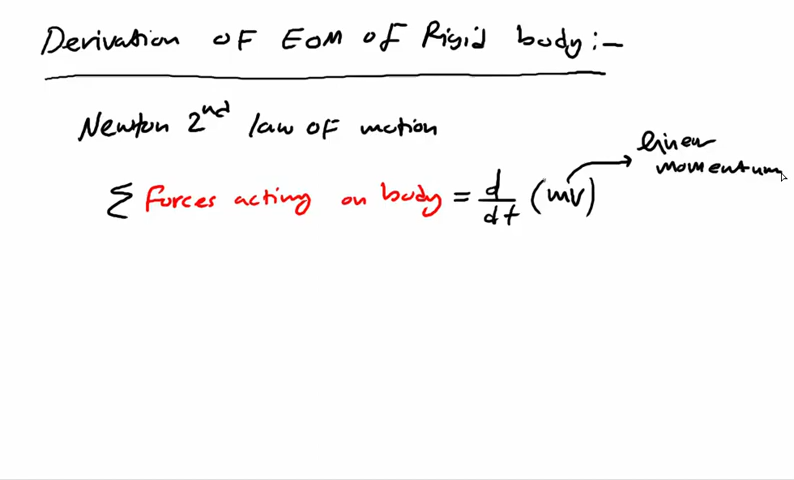 Derivation of EoM of Rigid body:-
Newton 2nd law of motion
linear
momentum
Σ Forces acting on body = d/dt (mv)